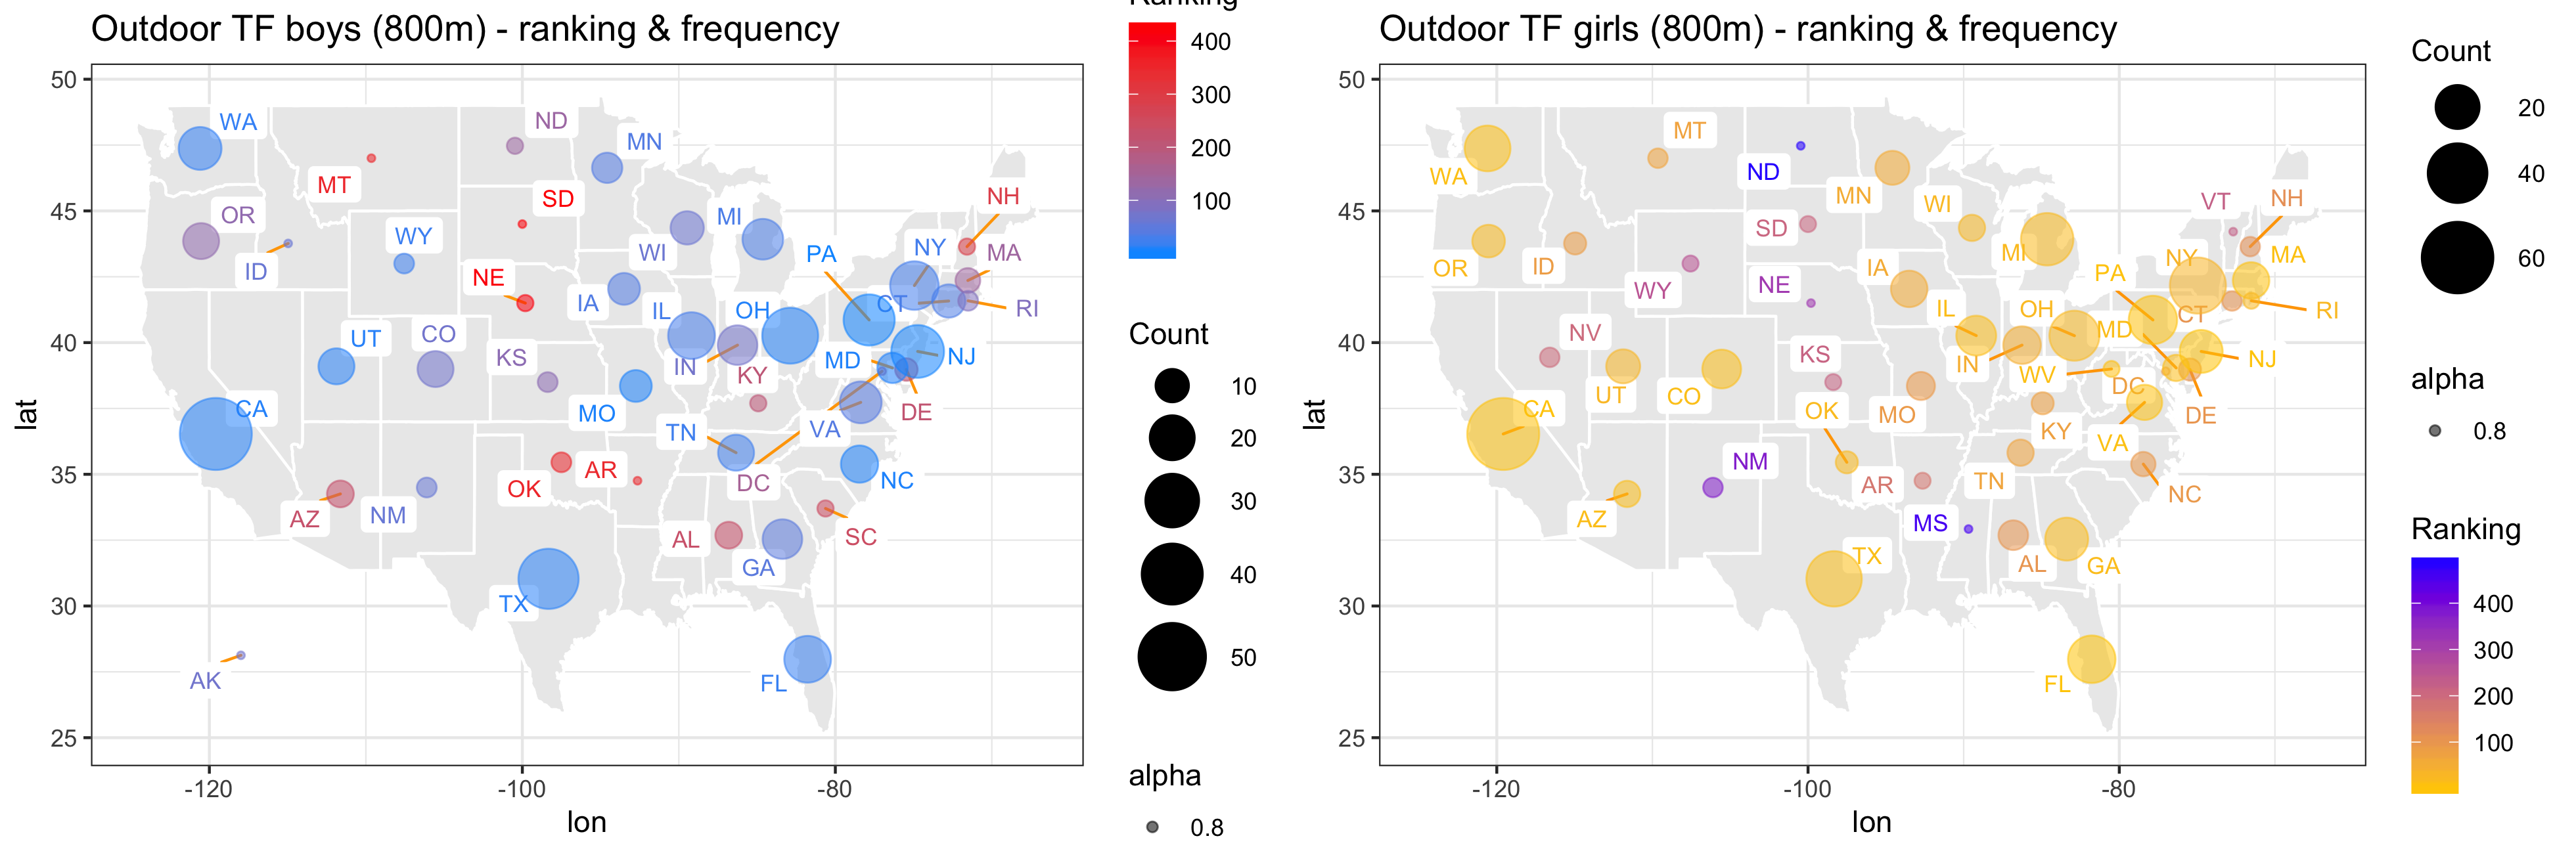 Outdoor TF boys (800m) - ranking & frequency
50
45
40
35
30
25
lat
-120
-100
-80
lon
WA
ND
MN
MT
SD
NH
OR
WY
MI
NY
MA
ID
NE
WI
PA
IA
IL
OH
CT
RI
UT
CO
KS
IN
KY
MD
NJ
CA
MO
TN
VA
DE
AZ
NM
OK
AR
DC
NC
AL
GA
SC
TX
FL
AK
Ranking
400
300
200
100
Count
10
20
30
40
50
alpha
0.8
Outdoor TF girls (800m) - ranking & frequency
50
45
40
35
30
25
lat
-120
-100
-80
lon
MT
WA
ND
MN
WI
VT
NH
OR
ID
SD
MI
NY
MA
WY
NE
IA
PA
RI
NV
IL
OH
MD
CT
UT
CO
KS
IN
WV
NJ
CA
OK
MO
KY
DC
DE
VA
AZ
NM
AR
TN
NC
MS
AL
GA
TX
FL
Count
20
40
60
alpha
0.8
Ranking
400
300
200
100